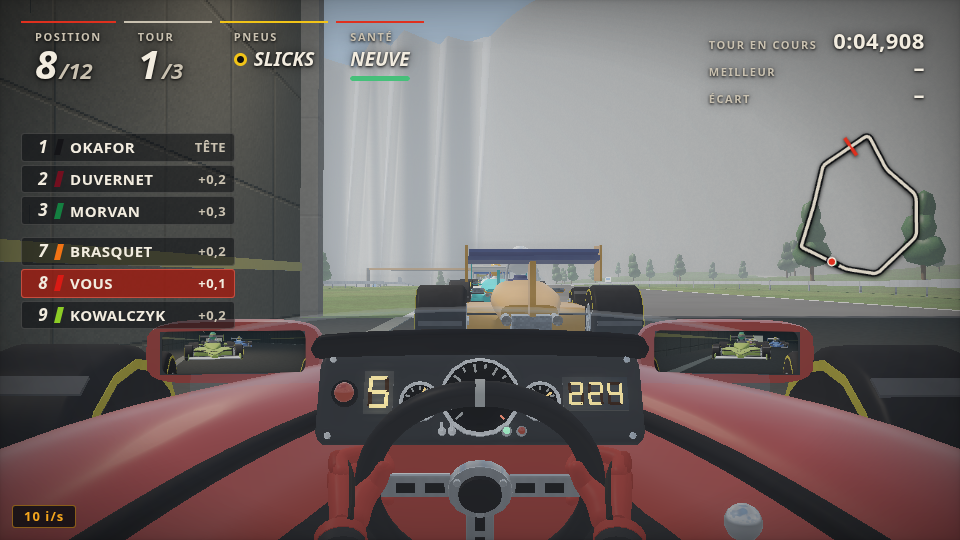 POSITION
8/12
TOUR
1/3
PNEUS
SLICKS
SANTÉ
NEUVE
TOUR EN COURS 0:04,908
MEILLEUR –
ÉCART –
1 OKAFOR TÊTE
2 DUVERNET +0,2
3 MORVAN +0,3
7 BRASQUET +0,2
8 VOUS +0,1
9 KOWALCZYK +0,2
5
224
10 i/s